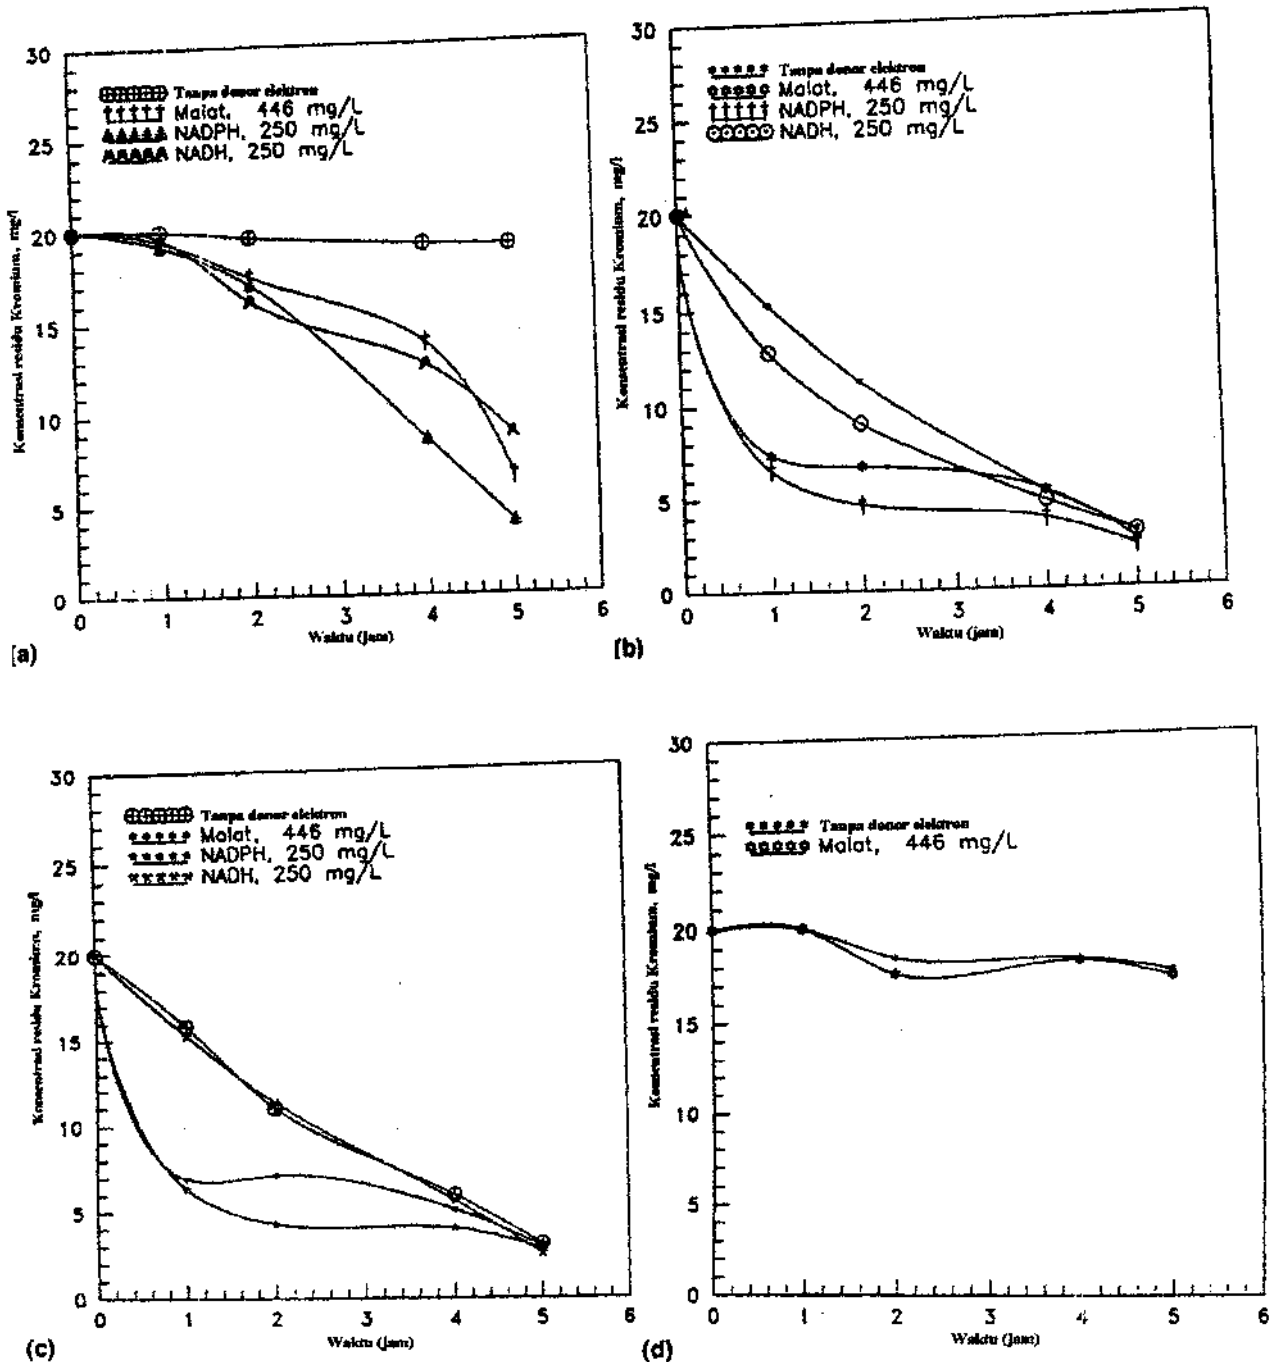 30
25
20
15
10
5
0
Konsentrasi residu Kromium, mg/l
Tanpa donor elektron
Malat, 446 mg/L
NADPH, 250 mg/L
NADH, 250 mg/L
0 1 2 3 4 5 6
Waktu (jam)
(a)
30
25
20
15
10
5
0
Konsentrasi residu Kromium, mg/l
Tanpa donor elektron
Malat, 446 mg/L
NADPH, 250 mg/L
NADH, 250 mg/L
0 1 2 3 4 5 6
Waktu (jam)
(b)
30
25
20
15
10
5
0
Konsentrasi residu Kromium, mg/l
Tanpa donor elektron
Malat, 446 mg/L
NADPH, 250 mg/L
NADH, 250 mg/L
0 1 2 3 4 5 6
Waktu (jam)
(c)
30
25
20
15
10
5
0
Konsentrasi residu Kromium, mg/l
Tanpa donor elektron
Malat, 446 mg/L
0 1 2 3 4 5 6
Waktu (jam)
(d)